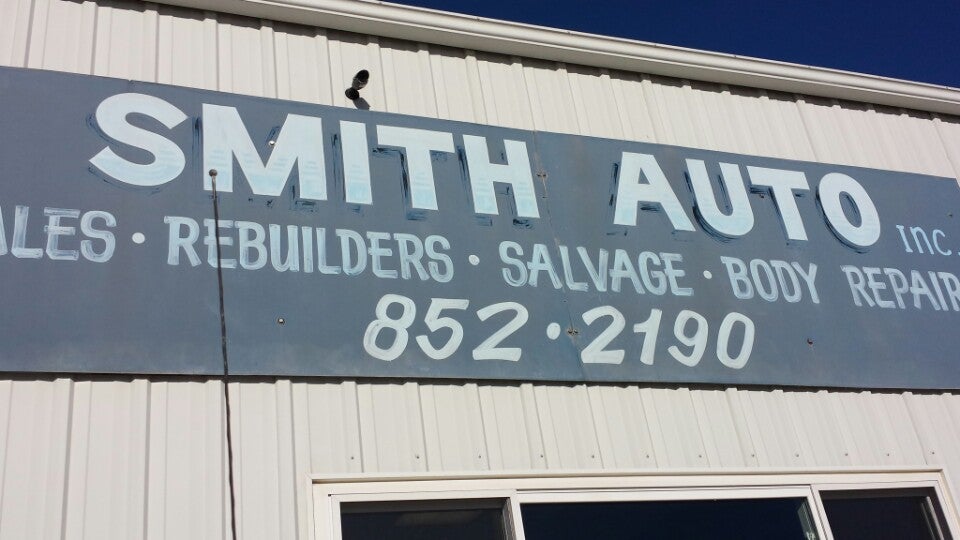 SMITH AUTO INC.
ALES · REBUILDERS · SALVAGE · BODY REPAIR
852·2190